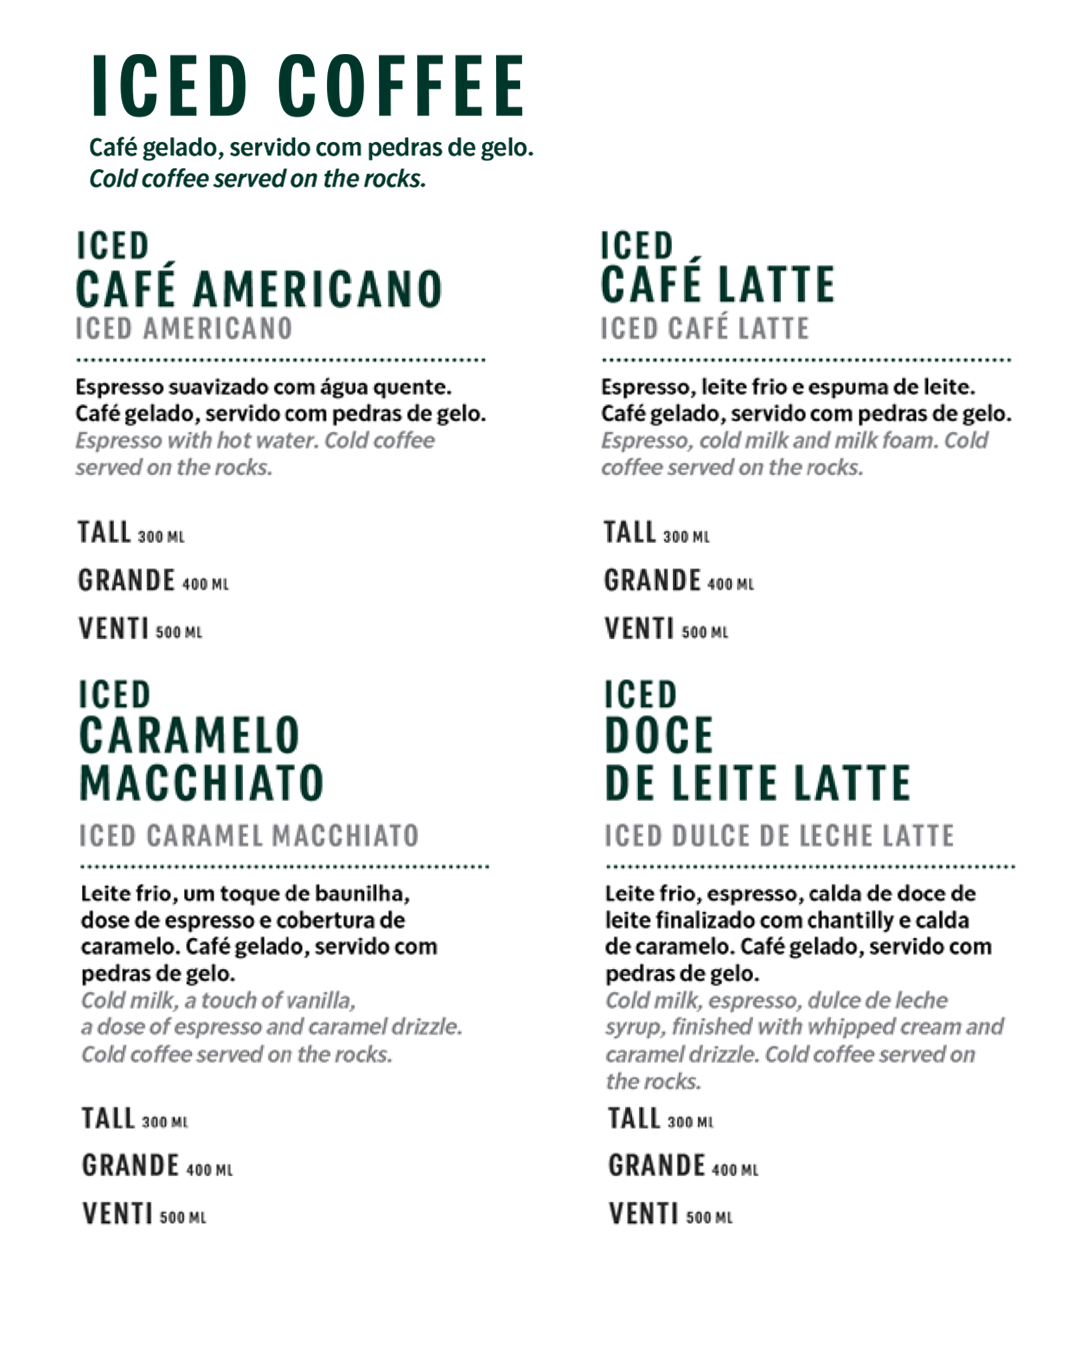 ICED COFFEE
Café gelado, servido com pedras de gelo.
Cold coffee served on the rocks.
ICED
CAFÉ AMERICANO
ICED AMERICANO
Espresso suavizado com água quente.
Café gelado, servido com pedras de gelo.
Espresso with hot water. Cold coffee
served on the rocks.
TALL 300 ML
GRANDE 400 ML
VENTI 500 ML
ICED
CAFÉ LATTE
ICED CAFÉ LATTE
Espresso, leite frio e espuma de leite.
Café gelado, servido com pedras de gelo.
Espresso, cold milk and milk foam. Cold
coffee served on the rocks.
TALL 300 ML
GRANDE 400 ML
VENTI 500 ML
ICED
CARAMELO
MACCHIATO
ICED CARAMEL MACCHIATO
Leite frio, um toque de baunilha,
dose de espresso e cobertura de
caramelo. Café gelado, servido com
pedras de gelo.
Cold milk, a touch of vanilla,
a dose of espresso and caramel drizzle.
Cold coffee served on the rocks.
TALL 300 ML
GRANDE 400 ML
VENTI 500 ML
ICED
DOCE
DE LEITE LATTE
ICED DULCE DE LECHE LATTE
Leite frio, espresso, calda de doce de
leite finalizado com chantilly e calda
de caramelo. Café gelado, servido com
pedras de gelo.
Cold milk, espresso, dulce de leche
syrup, finished with whipped cream and
caramel drizzle. Cold coffee served on
the rocks.
TALL 300 ML
GRANDE 400 ML
VENTI 500 ML